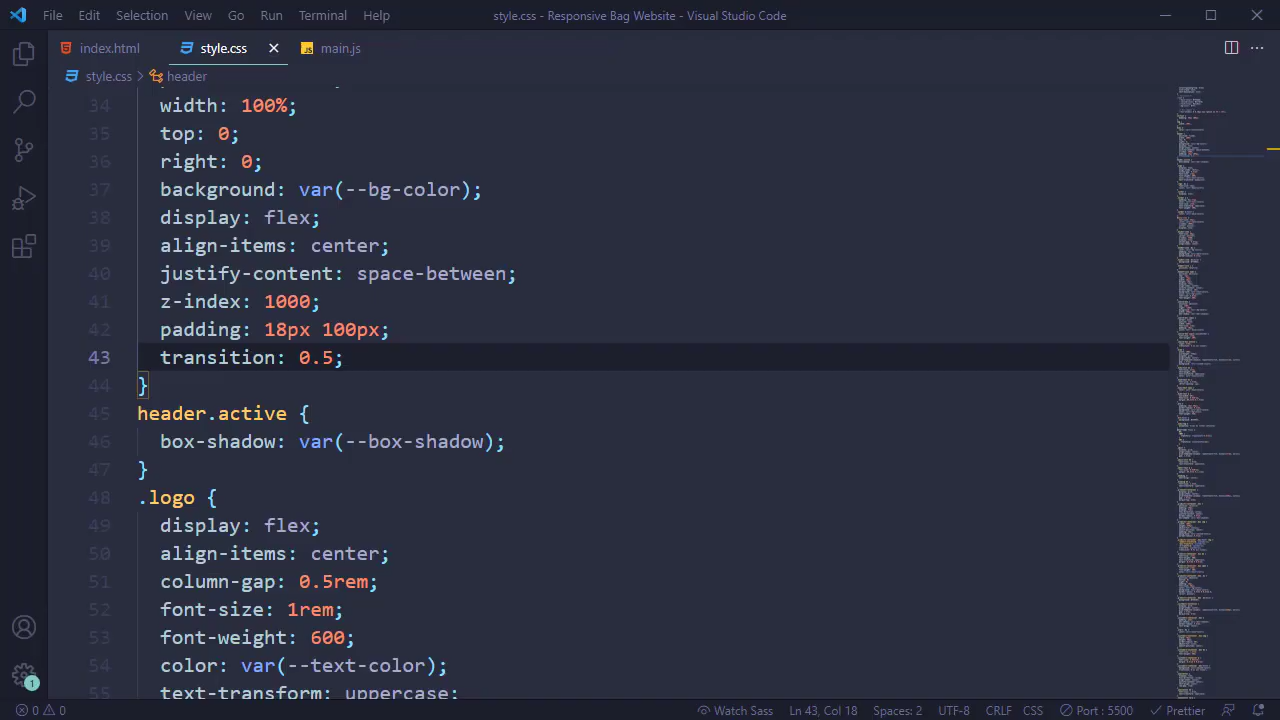 File Edit Selection View Go Run Terminal Help style.css - Responsive Bag Website - Visual Studio Code
index.html style.css main.js
style.css > header
34 width: 100%;
35 top: 0;
36 right: 0;
37 background: var(--bg-color);
38 display: flex;
39 align-items: center;
40 justify-content: space-between;
41 z-index: 1000;
42 padding: 18px 100px;
43 transition: 0.5;
44 }
45 header.active {
46 box-shadow: var(--box-shadow);
47 }
48 .logo {
49 display: flex;
50 align-items: center;
51 column-gap: 0.5rem;
52 font-size: 1rem;
53 font-weight: 600;
54 color: var(--text-color);
55 text-transform: uppercase;
1
0 0 Watch Sass Ln 43, Col 18 Spaces: 2 UTF-8 CRLF CSS Port : 5500 Prettier